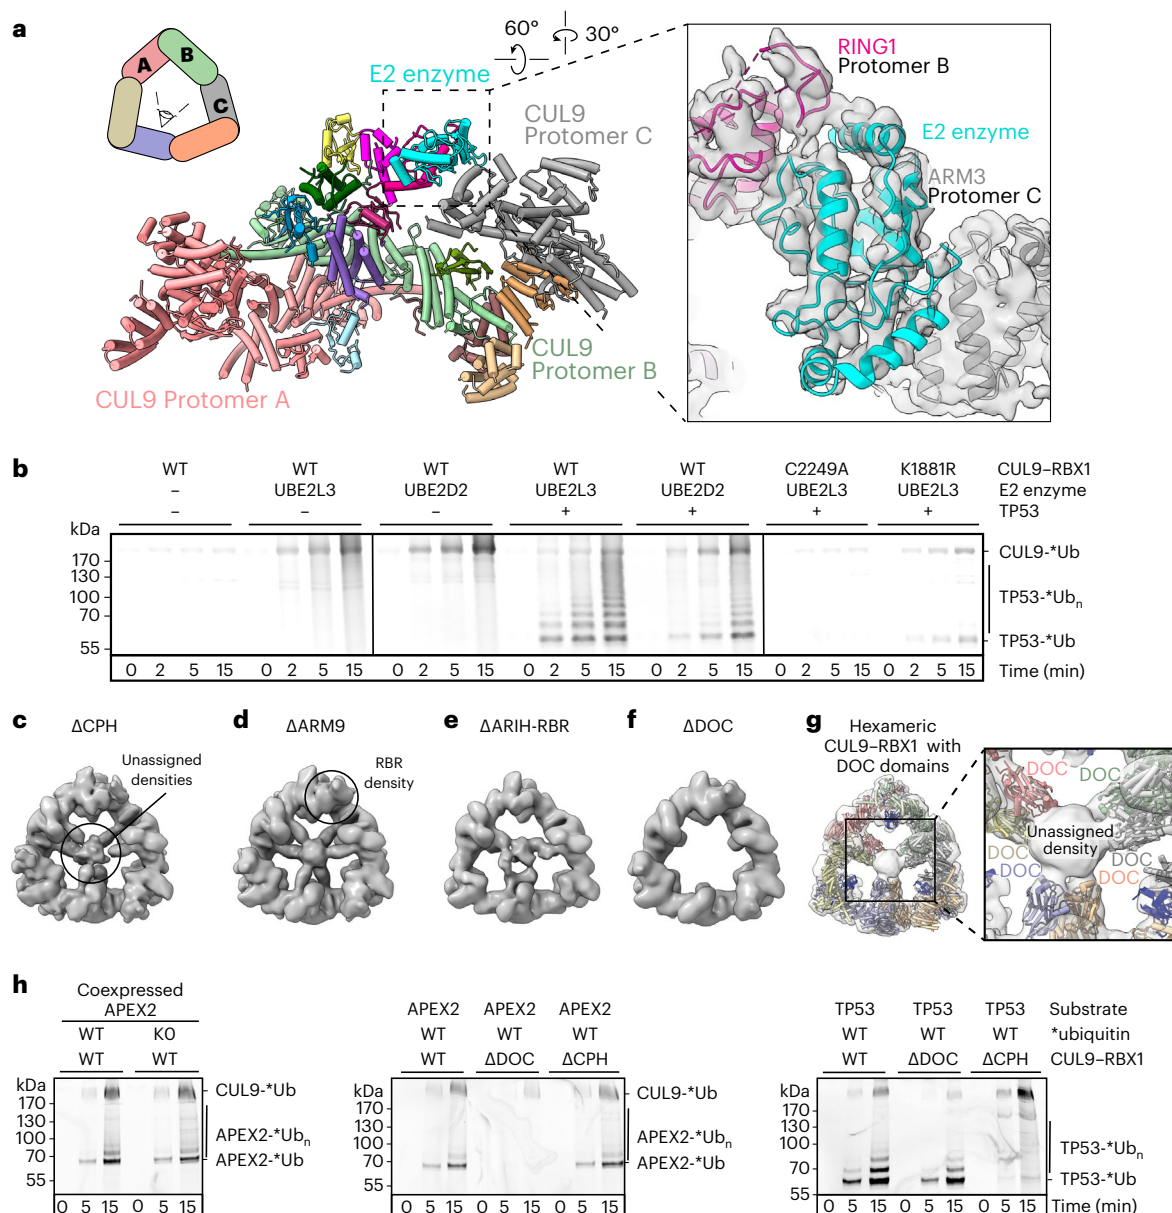 a
A
B
C
60°
30°
E2 enzyme
CUL9
Protomer C
CUL9
Protomer B
CUL9 Protomer A
RING1
Protomer B
E2 enzyme
ARM3
Protomer C
b
WT WT WT WT WT C2249A K1881R CUL9–RBX1
– UBE2L3 UBE2D2 UBE2L3 UBE2D2 UBE2L3 UBE2L3 E2 enzyme
– – – + + + + TP53
kDa
170
130
100
70
55
CUL9-*Ub
TP53-*Ubn
TP53-*Ub
0 2 5 15 0 2 5 15 0 2 5 15 0 2 5 15 0 2 5 15 0 2 5 15 0 2 5 15 Time (min)
c
ΔCPH
Unassigned
densities
d
ΔARM9
RBR
density
e
ΔARIH-RBR
f
ΔDOC
g
Hexameric
CUL9–RBX1 with
DOC domains
DOC
DOC
Unassigned
density
DOC
DOC
DOC
DOC
h
Coexpressed
APEX2
WT K0
WT WT
kDa
170
130
100
70
55
CUL9-*Ub
APEX2-*Ubn
APEX2-*Ub
0 5 15 0 5 15
APEX2 APEX2 APEX2
WT WT WT
WT ΔDOC ΔCPH
kDa
170
130
100
70
55
CUL9-*Ub
APEX2-*Ubn
APEX2-*Ub
0 5 15 0 5 15 0 5 15
TP53 TP53 TP53 Substrate
WT WT WT *ubiquitin
WT ΔDOC ΔCPH CUL9–RBX1
kDa
170
130
100
70
55
TP53-*Ubn
TP53-*Ub
0 5 15 0 5 15 0 5 15 Time (min)